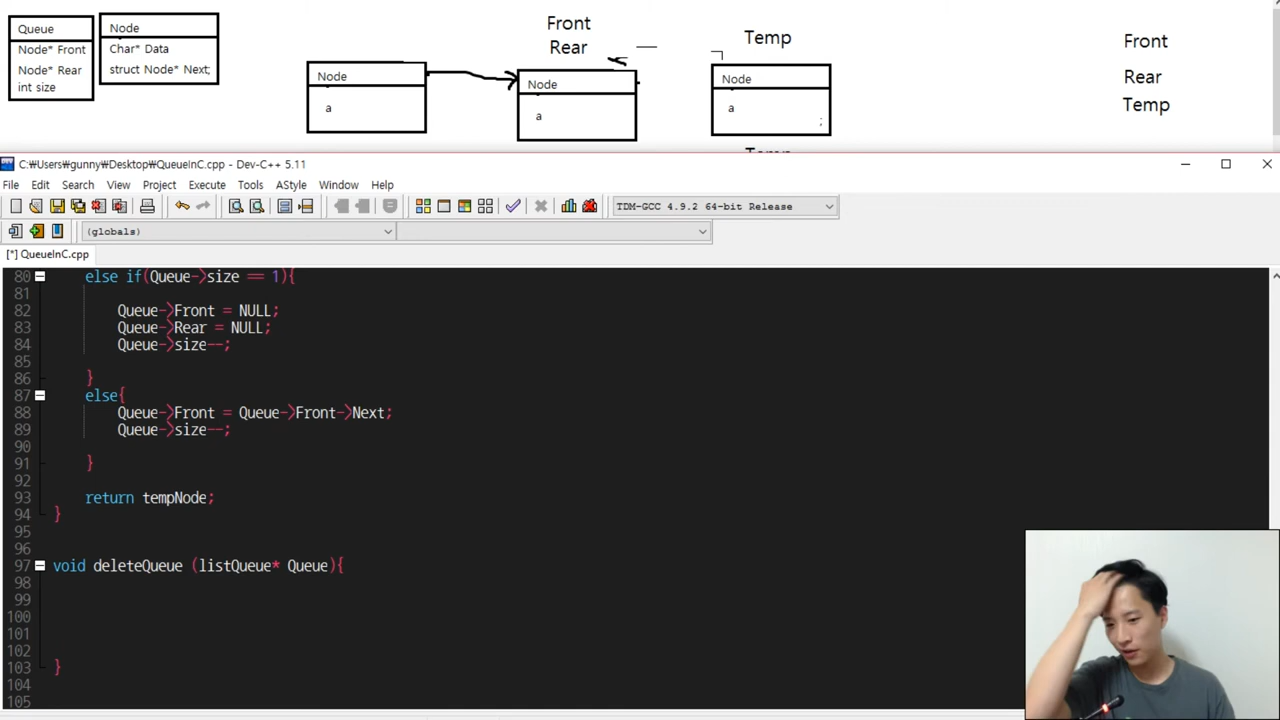 Queue
Node* Front
Node* Rear
int size
Node
Char* Data
struct Node* Next;
Node
a
Front
Rear
Node
a
Temp
Node
a
;
Front
Rear
Temp
C:₩Users₩gunny₩Desktop₩QueueInC.cpp - Dev-C++ 5.11
File Edit Search View Project Execute Tools AStyle Window Help
TDM-GCC 4.9.2 64-bit Release
(globals)
[*] QueueInC.cpp
80 else if(Queue->size == 1){
81
82 Queue->Front = NULL;
83 Queue->Rear = NULL;
84 Queue->size--;
85
86 }
87 else{
88 Queue->Front = Queue->Front->Next;
89 Queue->size--;
90
91 }
92
93 return tempNode;
94 }
95
96
97 void deleteQueue (listQueue* Queue){
98
99
100
101
102
103 }
104
105